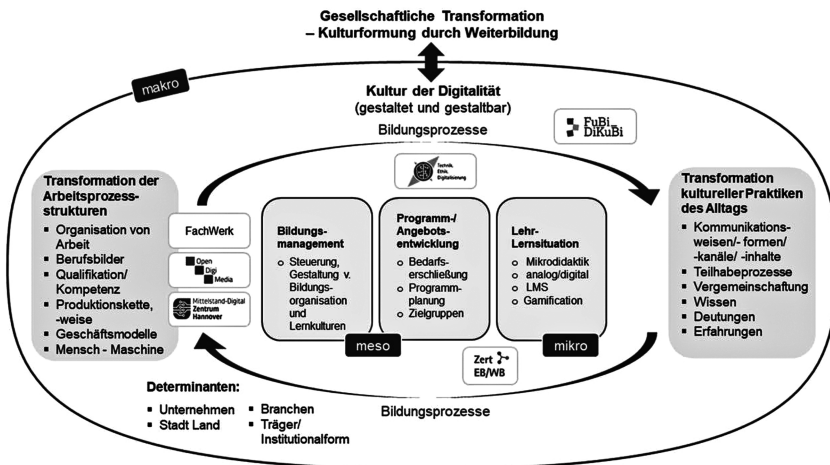 Gesellschaftliche Transformation
– Kulturformung durch Weiterbildung
makro
Kultur der Digitalität
(gestaltet und gestaltbar)
Bildungsprozesse
FuBi_
DiKuBi
Technik.
Ethik.
Digitalisierung
Transformation der
Arbeitsprozess-
strukturen
▪ Organisation von
Arbeit
▪ Berufsbilder
▪ Qualifikation/
Kompetenz
▪ Produktionskette,
-weise
▪ Geschäftsmodelle
▪ Mensch - Maschine
FachWerk
Open
Digi
Media
Mittelstand-Digital
Zentrum
Hannover
Bildungs-
management
o Steuerung,
Gestaltung v.
Bildungs-
organisation
und
Lernkulturen
meso
Programm-/
Angebots-
entwicklung
o Bedarfs-
erschließung
o Programm-
planung
o Zielgruppen
Lehr-
Lernsituation
o Mikrodidaktik
o analog/digital
o LMS
o Gamification
mikro
Zert
EB/WB
Transformation
kultureller Praktiken
des Alltags
▪ Kommunikations-
weisen/- formen/
-kanäle/ -inhalte
▪ Teilhabeprozesse
▪ Vergemeinschaftung
▪ Wissen
▪ Deutungen
▪ Erfahrungen
Determinanten:
▪ Unternehmen
▪ Stadt Land
▪ Branchen
▪ Träger/
Institutionalform
Bildungsprozesse